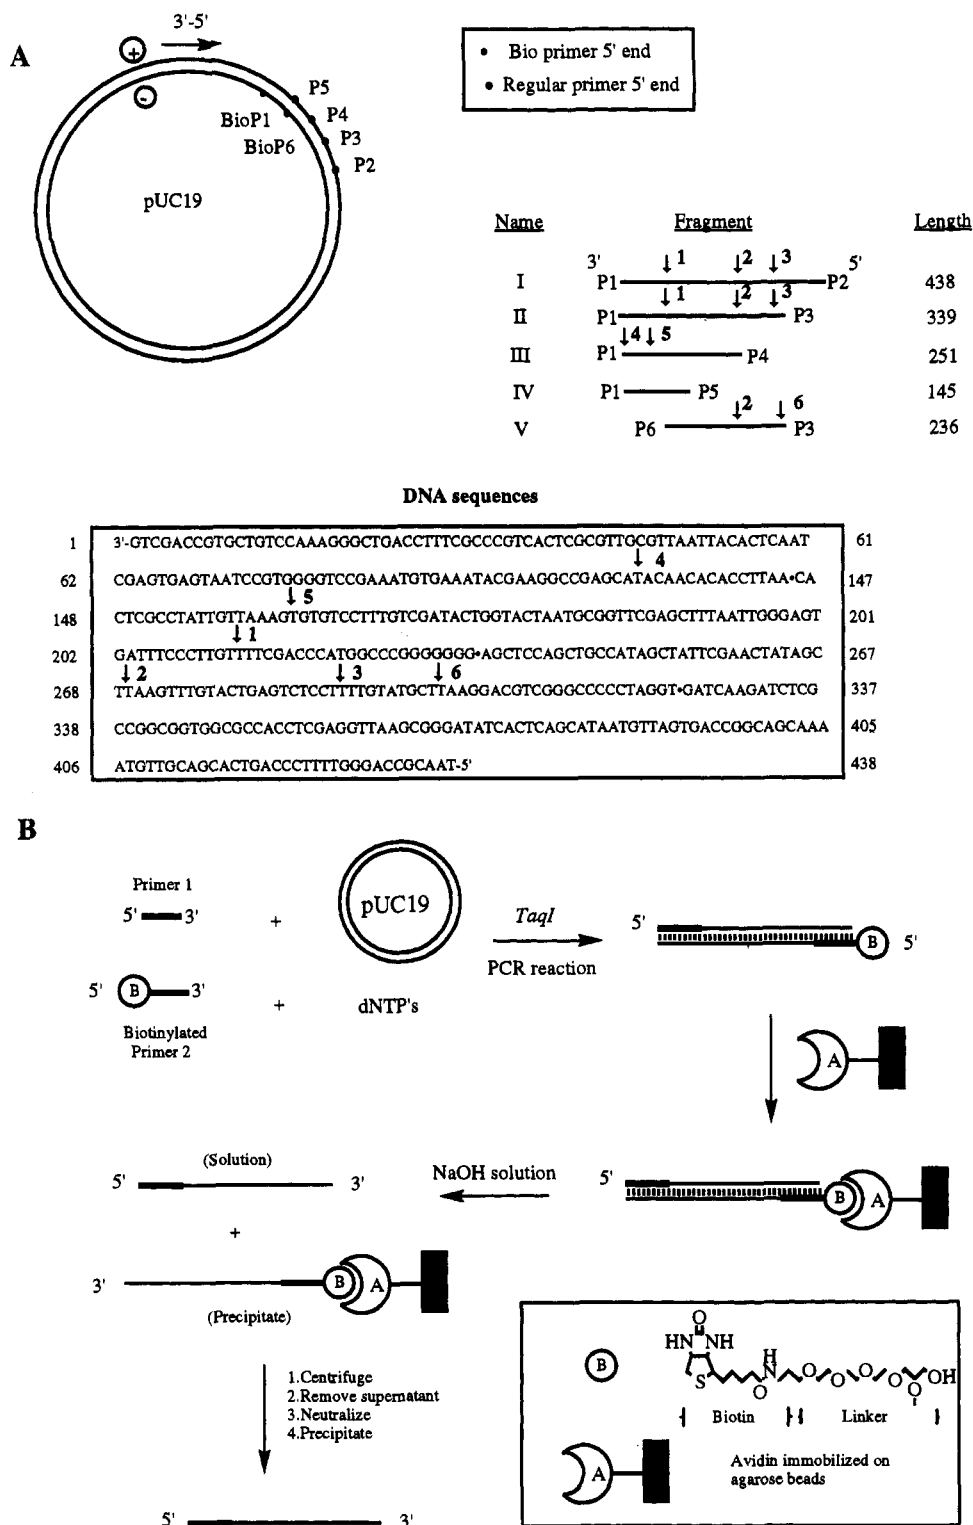 A
3'-5'
+
-
P5
P4
P3
P2
BioP1
BioP6
pUC19
• Bio primer 5' end
• Regular primer 5' end
Name Fragment Length
3' ↓1 ↓2 ↓3 5'
I P1 P2 438
↓1 ↓2 ↓3
II P1 P3 339
↓4 ↓5
III P1 P4 251
IV P1 P5 145
↓2 ↓6
V P6 P3 236
DNA sequences
1 3'-GTCGACCGTGCTGTCCAAAGGGCTGACCTTTCGCCCGTCACTCGCGTTGCGTTAATTACACTCAAT 61
↓4
62 CGAGTGAGTAATCCGTGGGGTCCGAAATGTGAAATACGAAGGCCGAGCATACAACACACCTTAA•CA 147
↓5
148 CTCGCCTATTGTTAAAGTGTGTCCTTTGTCGATACTGGTACTAATGCGGTTCGAGCTTTAATTGGGAGT 201
↓1
202 GATTTCCCTTGTTTTCGACCCATGGCCCGGGGGGG•AGCTCCAGCTGCCATAGCTATTCGAACTATAGC 267
↓2 ↓3 ↓6
268 TTAAGTTTGTACTGAGTCTCCTTTTGTATGCTTAAGGACGTCGGGCCCCCTAGGT•GATCAAGATCTCG 337
338 CCGGCGGTGGCGCCACCTCGAGGTTAAGCGGGATATCACTCAGCATAATGTTAGTGACCGGCAGCAAA 405
406 ATGTTGCAGCACTGACCCTTTTGGGACCGCAAT-5' 438
B
Primer 1
5' 3'
+
pUC19
TaqI
PCR reaction
5' B 5'
5' B 3'
Biotinylated
Primer 2
+
dNTP's
A
(Solution)
5' 3'
NaOH solution
5' B A
+
3' B A
(Precipitate)
1.Centrifuge
2.Remove supernatant
3.Neutralize
4.Precipitate
5' 3'
B
O
HN NH
S
H
N
O
O O O O O OH
O
Biotin Linker
A
Avidin immobilized on
agarose beads